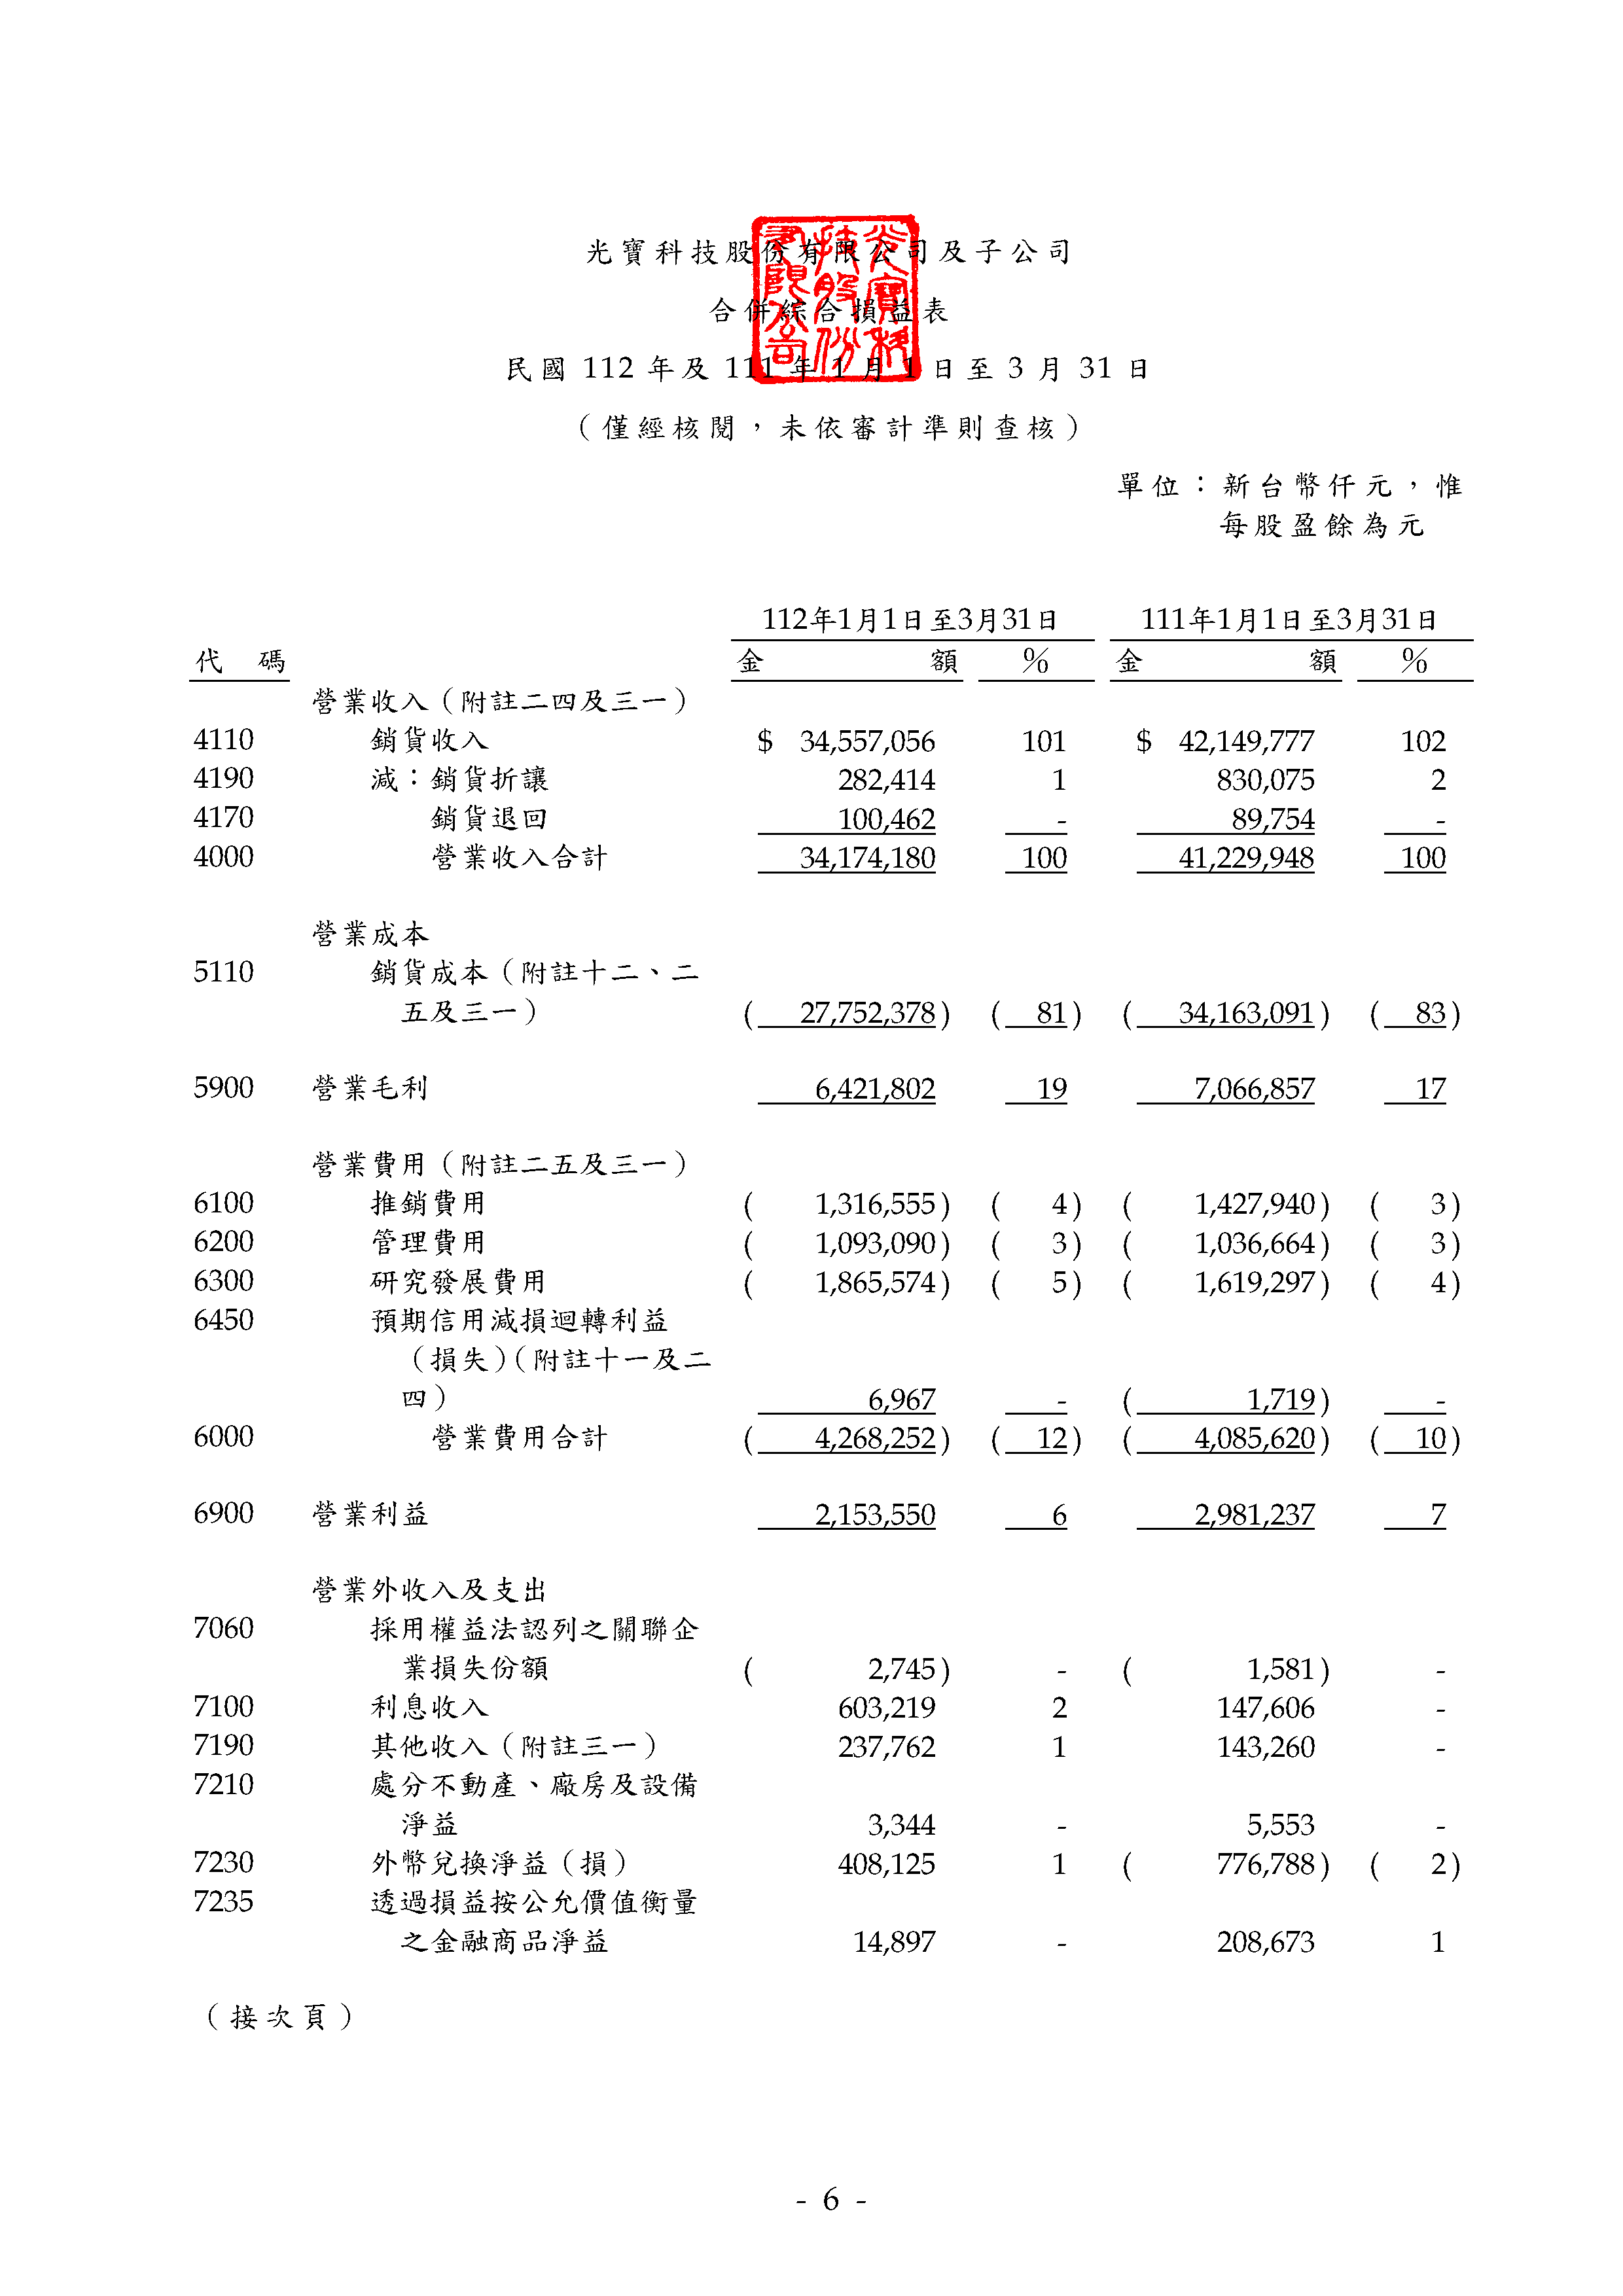 光寶科技股份有限公司及子公司
合併綜合損益表
民國 112 年及 111 年 1 月 1 日至 3 月 31 日
（僅經核閱，未依審計準則查核）
單位：新台幣仟元，惟
每股盈餘為元
112年1月1日至3月31日 111年1月1日至3月31日
代 碼 金 額 % 金 額 %
營業收入（附註二四及三一）
4110 銷貨收入 $ 34,557,056 101 $ 42,149,777 102
4190 減：銷貨折讓 282,414 1 830,075 2
4170 銷貨退回 100,462 - 89,754 -
4000 營業收入合計 34,174,180 100 41,229,948 100
營業成本
5110 銷貨成本（附註十二、二
五及三一） ( 27,752,378) ( 81) ( 34,163,091) ( 83)
5900 營業毛利 6,421,802 19 7,066,857 17
營業費用（附註二五及三一）
6100 推銷費用 ( 1,316,555) ( 4) ( 1,427,940) ( 3)
6200 管理費用 ( 1,093,090) ( 3) ( 1,036,664) ( 3)
6300 研究發展費用 ( 1,865,574) ( 5) ( 1,619,297) ( 4)
6450 預期信用減損迴轉利益
（損失）（附註十一及二
四） 6,967 - ( 1,719) -
6000 營業費用合計 ( 4,268,252) ( 12) ( 4,085,620) ( 10)
6900 營業利益 2,153,550 6 2,981,237 7
營業外收入及支出
7060 採用權益法認列之關聯企
業損失份額 ( 2,745) - ( 1,581) -
7100 利息收入 603,219 2 147,606 -
7190 其他收入（附註三一） 237,762 1 143,260 -
7210 處分不動產、廠房及設備
淨益 3,344 - 5,553 -
7230 外幣兌換淨益（損） 408,125 1 ( 776,788) ( 2)
7235 透過損益按公允價值衡量
之金融商品淨益 14,897 - 208,673 1
（接次頁）
- 6 -
光寶科
技股份
有限公司